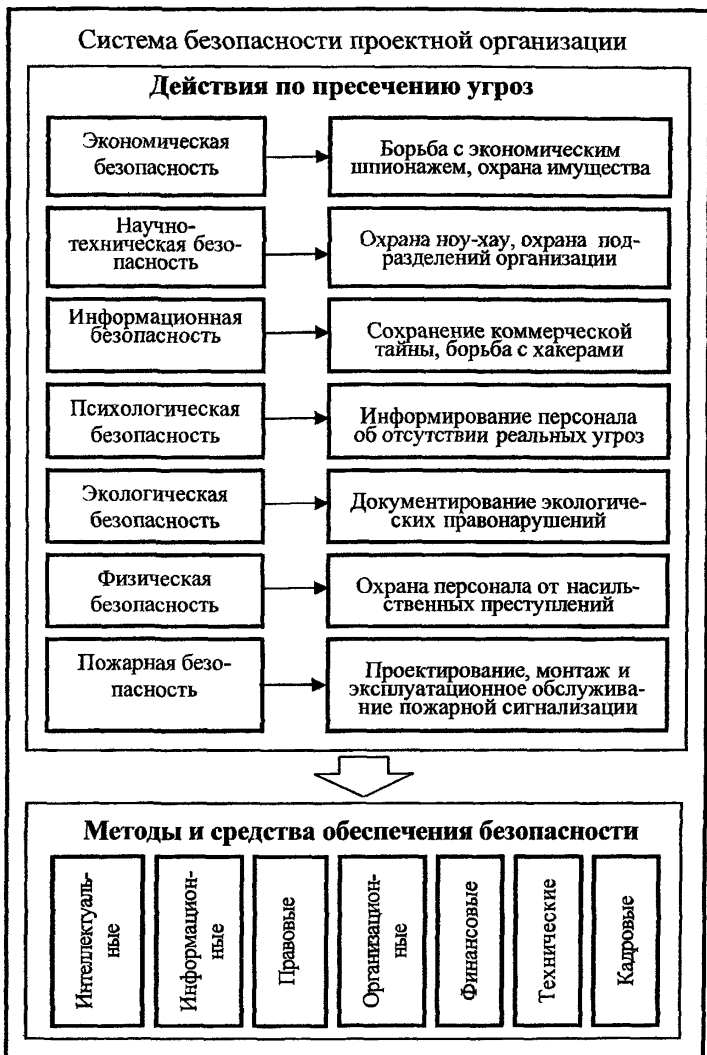 Система безопасности проектной организации
Действия по пресечению угроз
Экономическая
безопасность
Борьба с экономическим
шпионажем, охрана имущества
Научно-
техническая безо-
пасность
Охрана ноу-хау, охрана под-
разделений организации
Информационная
безопасность
Сохранение коммерческой
тайны, борьба с хакерами
Психологическая
безопасность
Информирование персонала
об отсутствии реальных угроз
Экологическая
безопасность
Документирование экологиче-
ских правонарушений
Физическая
безопасность
Охрана персонала от насиль-
ственных преступлений
Пожарная безо-
пасность
Проектирование, монтаж и
эксплуатационное обслужива-
ние пожарной сигнализации
Методы и средства обеспечения безопасности
Интеллектуаль-
ные
Информацион-
ные
Правовые
Организацион-
ные
Финансовые
Технические
Кадровые